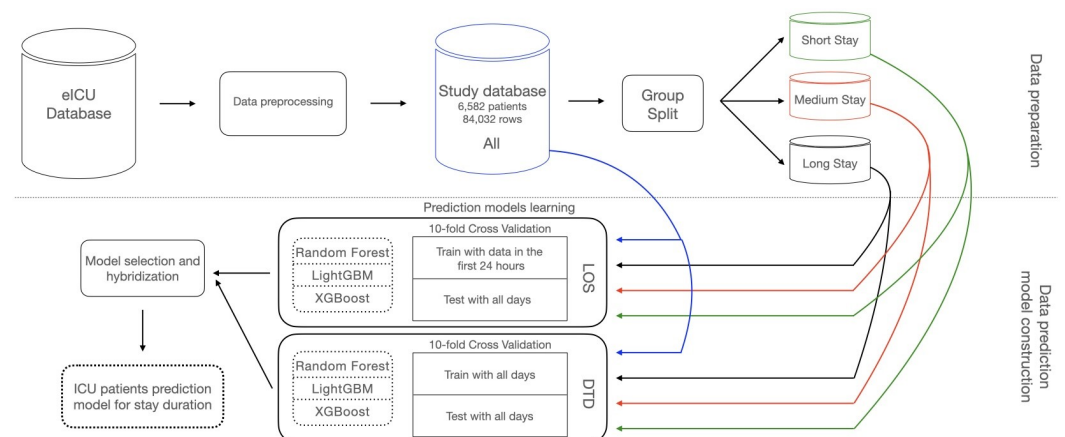 eICU
Database
Data preprocessing
Study database
6,582 patients
84,032 rows
All
Group
Split
Short Stay
Medium Stay
Long Stay
Data preparation
Prediction models learning
10-fold Cross Validation
Random Forest
LightGBM
XGBoost
Train with data in the
first 24 hours
Test with all days
LOS
Model selection and
hybridization
10-fold Cross Validation
Random Forest
LightGBM
XGBoost
Train with all days
Test with all days
DTD
ICU patients prediction
model for stay duration
Data prediction
model construction